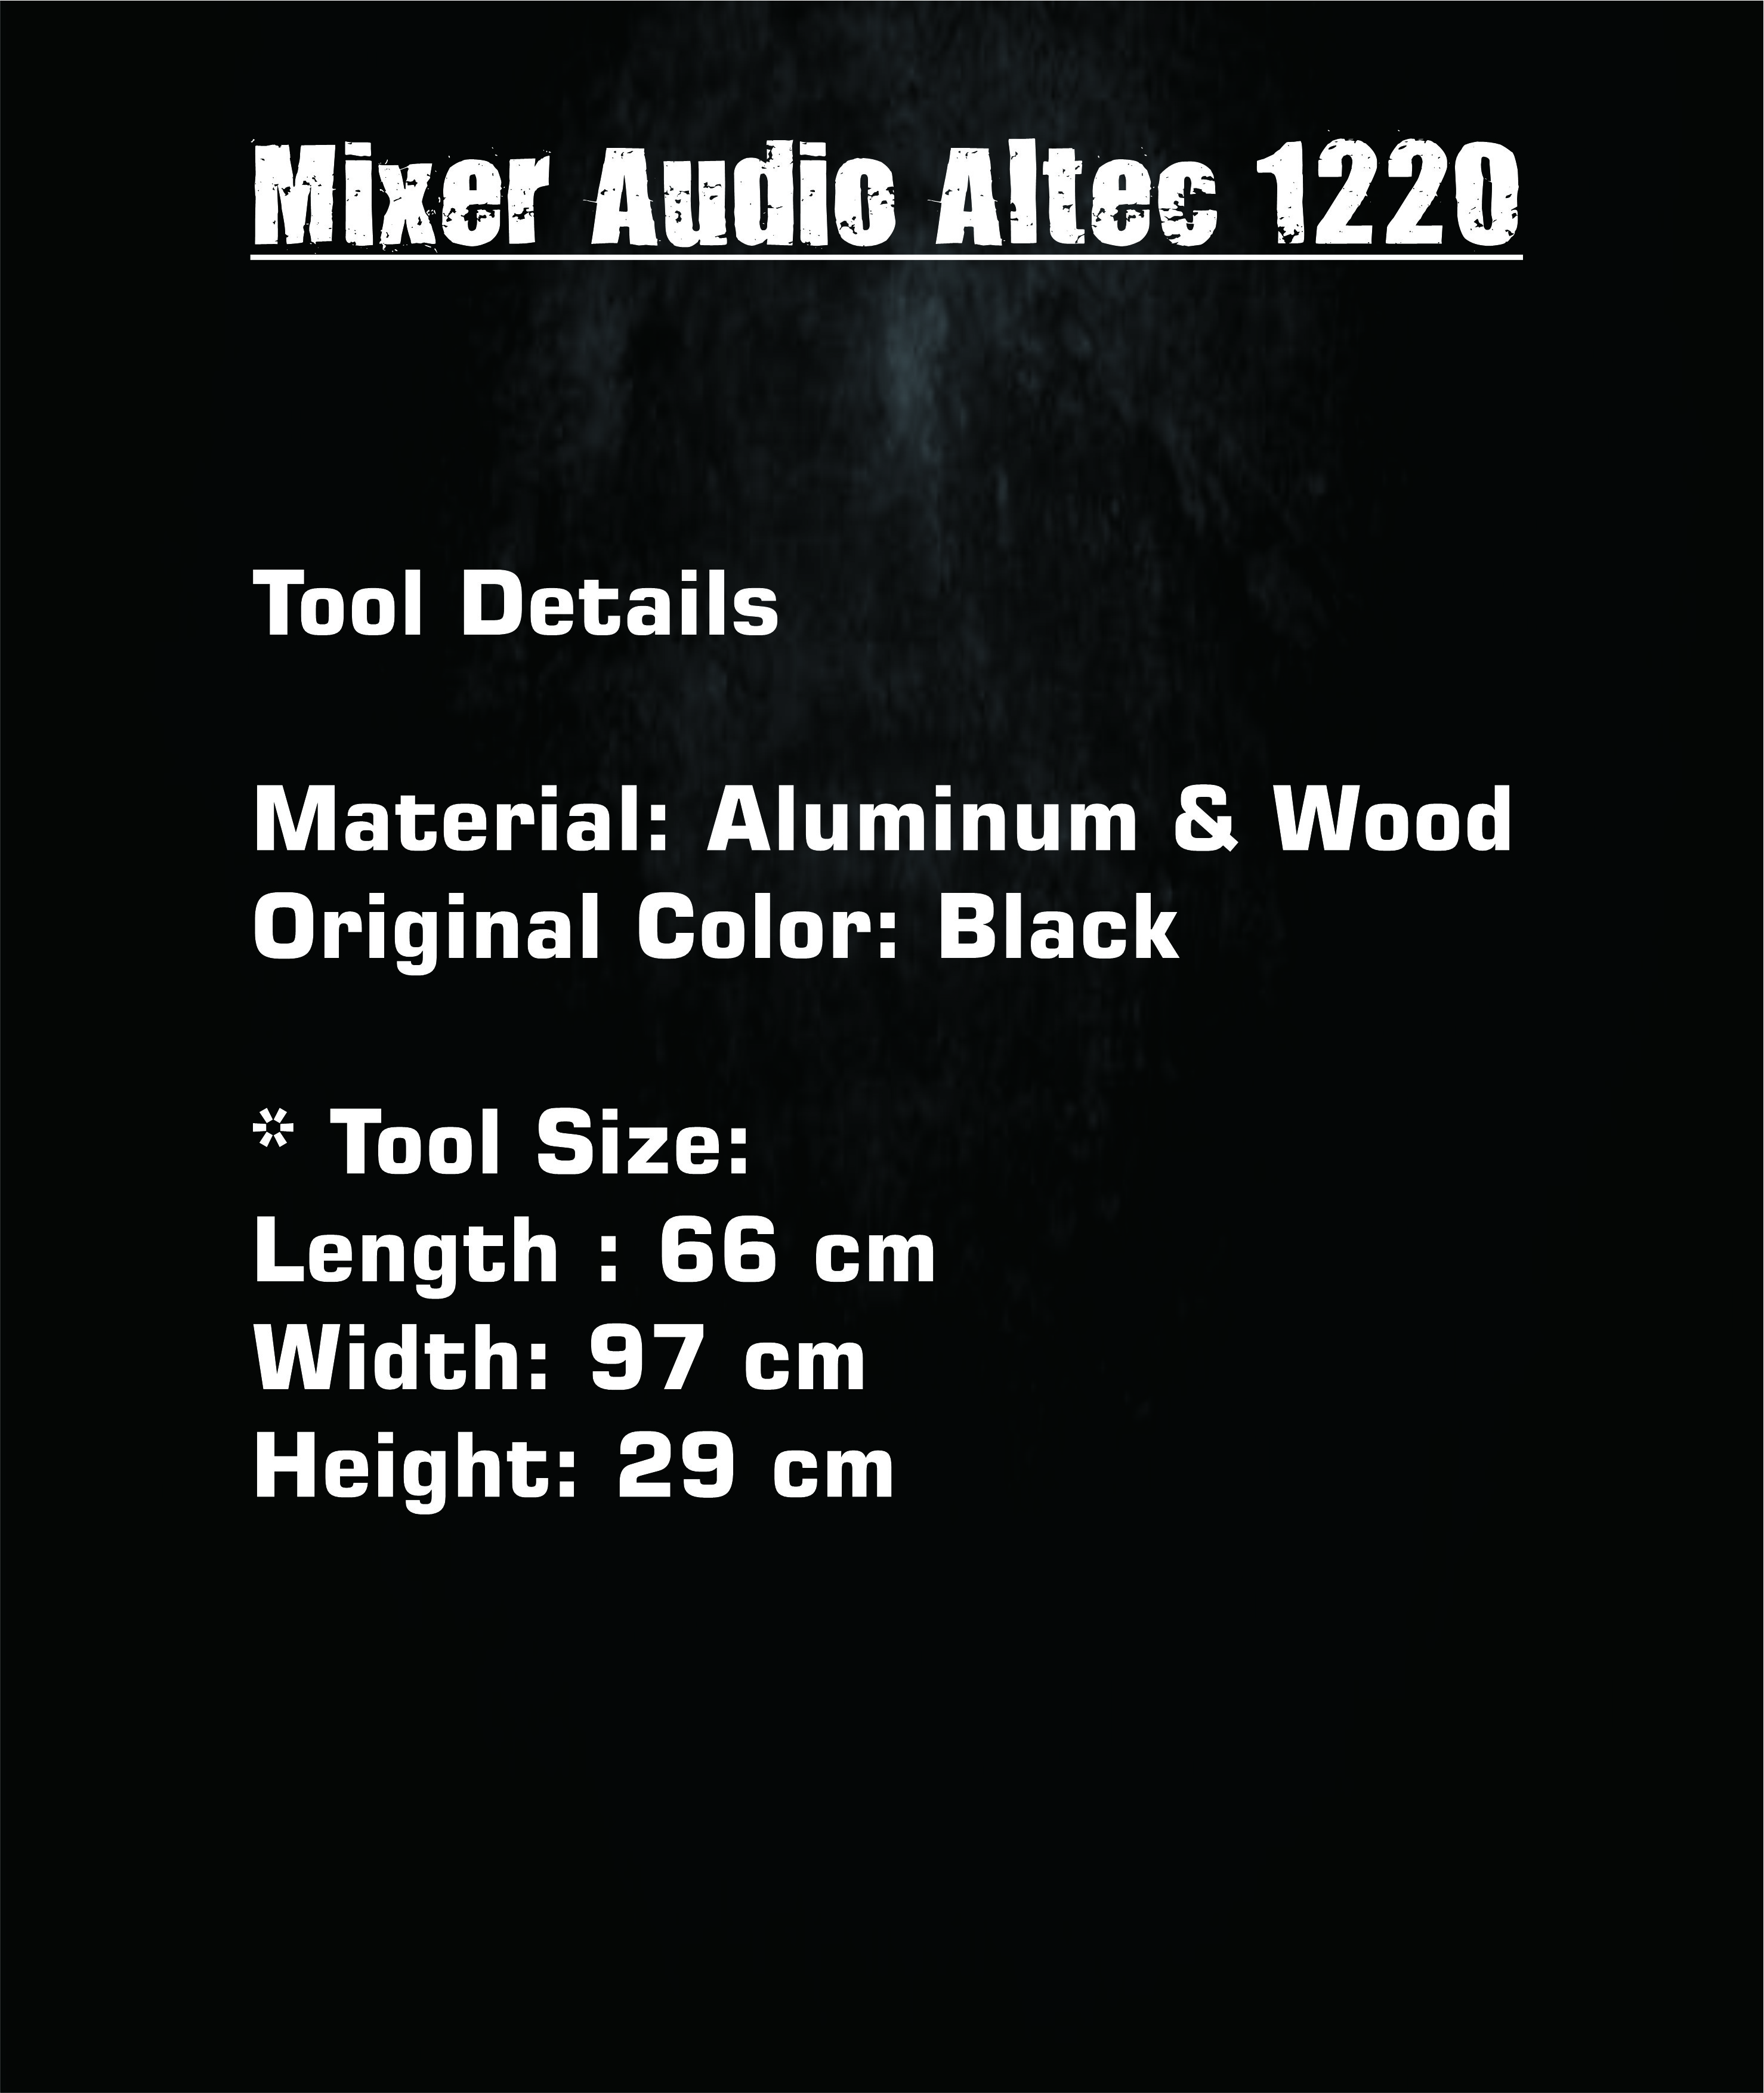 Mixer Audio Altec 1220
Tool Details
Material: Aluminum & Wood
Original Color: Black
* Tool Size:
Length : 66 cm
Width: 97 cm
Height: 29 cm